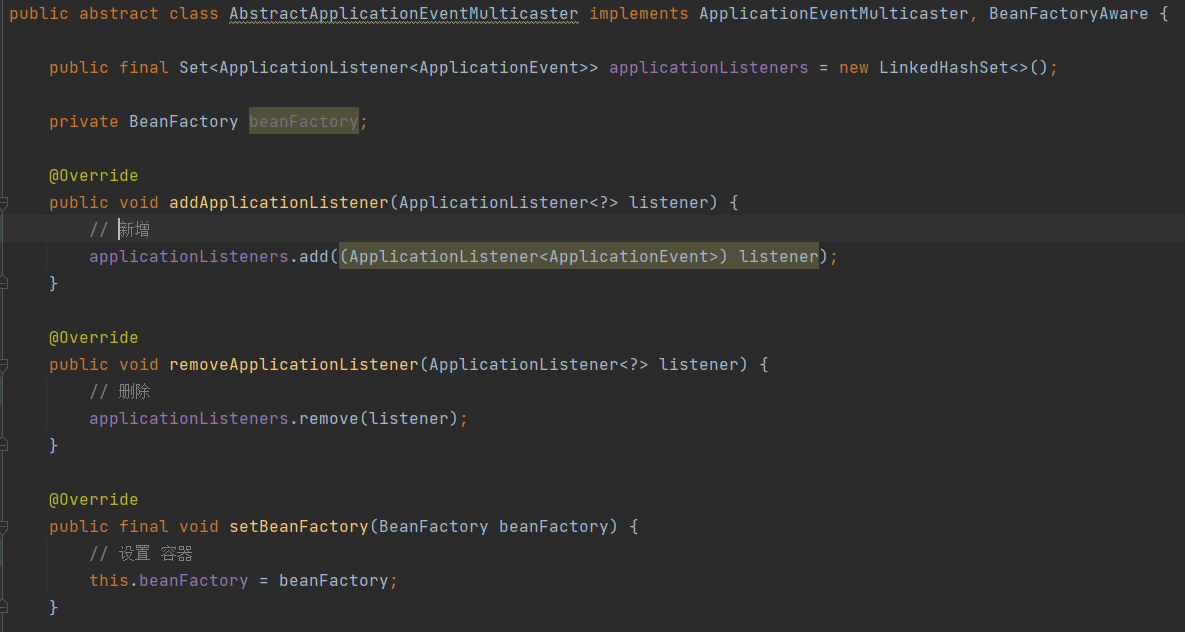 public abstract class AbstractApplicationEventMulticaster implements ApplicationEventMulticaster, BeanFactoryAware {
public final Set<ApplicationListener<ApplicationEvent>> applicationListeners = new LinkedHashSet<>();
private BeanFactory beanFactory;
@Override
public void addApplicationListener(ApplicationListener<?> listener) {
// 新增
applicationListeners.add((ApplicationListener<ApplicationEvent>) listener);
}
@Override
public void removeApplicationListener(ApplicationListener<?> listener) {
// 删除
applicationListeners.remove(listener);
}
@Override
public final void setBeanFactory(BeanFactory beanFactory) {
// 设置 容器
this.beanFactory = beanFactory;
}